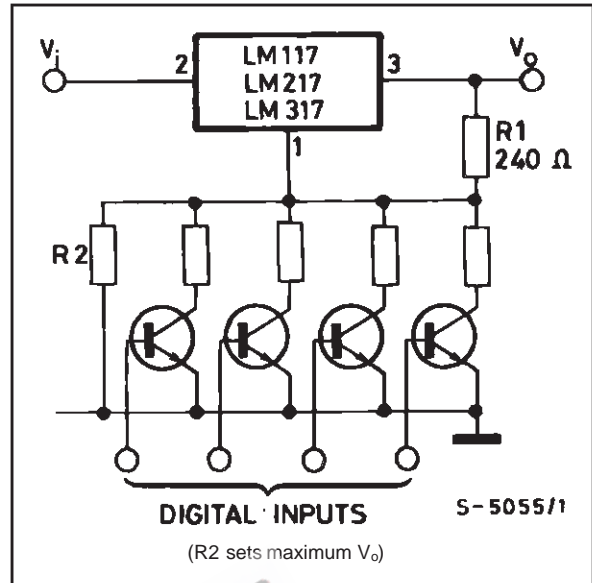 Vi Vo
2 LM117 3
LM217
LM317
1
R1
240 Ω
R2
DIGITAL INPUTS
S-5055/1
(R2 sets maximum Vo)